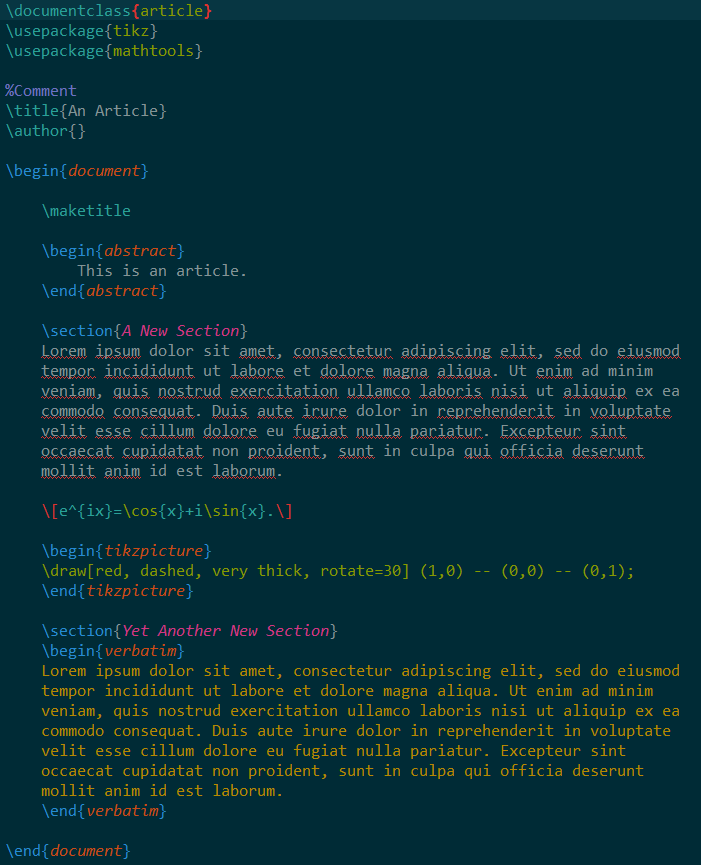 \documentclass{article}
\usepackage{tikz}
\usepackage{mathtools}

%Comment
\title{An Article}
\author{}

\begin{document}

    \maketitle

    \begin{abstract}
        This is an article.
    \end{abstract}

    \section{A New Section}
    Lorem ipsum dolor sit amet, consectetur adipiscing elit, sed do eiusmod
    tempor incididunt ut labore et dolore magna aliqua. Ut enim ad minim
    veniam, quis nostrud exercitation ullamco laboris nisi ut aliquip ex ea
    commodo consequat. Duis aute irure dolor in reprehenderit in voluptate
    velit esse cillum dolore eu fugiat nulla pariatur. Excepteur sint
    occaecat cupidatat non proident, sunt in culpa qui officia deserunt
    mollit anim id est laborum.

    \[e^{ix}=\cos{x}+i\sin{x}.\]

    \begin{tikzpicture}
    \draw[red, dashed, very thick, rotate=30] (1,0) -- (0,0) -- (0,1);
    \end{tikzpicture}

    \section{Yet Another New Section}
    \begin{verbatim}
    Lorem ipsum dolor sit amet, consectetur adipiscing elit, sed do eiusmod
    tempor incididunt ut labore et dolore magna aliqua. Ut enim ad minim
    veniam, quis nostrud exercitation ullamco laboris nisi ut aliquip ex ea
    commodo consequat. Duis aute irure dolor in reprehenderit in voluptate
    velit esse cillum dolore eu fugiat nulla pariatur. Excepteur sint
    occaecat cupidatat non proident, sunt in culpa qui officia deserunt
    mollit anim id est laborum.
    \end{verbatim}

\end{document}